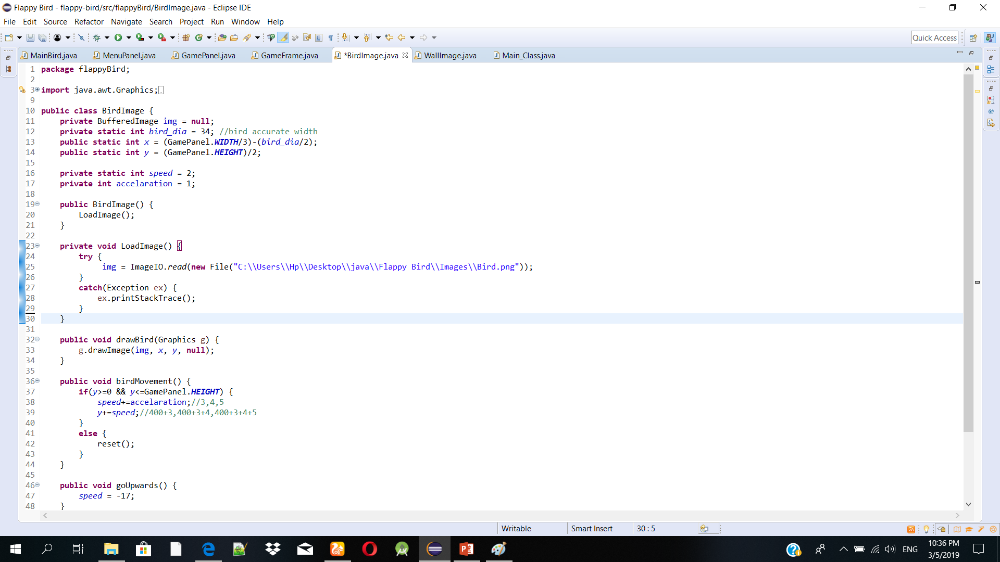 Flappy Bird - flappy-bird/src/flappyBird/BirdImage.java - Eclipse IDE
File Edit Source Refactor Navigate Search Project Run Window Help
Quick Access
MainBird.java MenuPanel.java GamePanel.java GameFrame.java *BirdImage.java WallImage.java Main_Class.java
1 package flappyBird;
2
3 import java.awt.Graphics;
9
10 public class BirdImage {
11     private BufferedImage img = null;
12     private static int bird_dia = 34; //bird accurate width
13     public static int x = (GamePanel.WIDTH/3)-(bird_dia/2);
14     public static int y = (GamePanel.HEIGHT)/2;
15
16     private static int speed = 2;
17     private int accelaration = 1;
18
19     public BirdImage() {
20         LoadImage();
21     }
22
23     private void LoadImage() {
24         try {
25              img = ImageIO.read(new File("C:\\Users\\Hp\\Desktop\\java\\Flappy Bird\\Images\\Bird.png"));
26         }
27         catch(Exception ex) {
28             ex.printStackTrace();
29         }
30     }
31
32     public void drawBird(Graphics g) {
33         g.drawImage(img, x, y, null);
34     }
35
36     public void birdMovement() {
37         if(y>=0 && y<=GamePanel.HEIGHT) {
38             speed+=accelaration;//3,4,5
39             y+=speed;//400+3,400+3+4,400+3+4+5
40         }
41         else {
42             reset();
43         }
44     }
45
46     public void goUpwards() {
47         speed = -17;
48     }
Writable Smart Insert 30 : 5
ENG 10:36 PM
3/5/2019